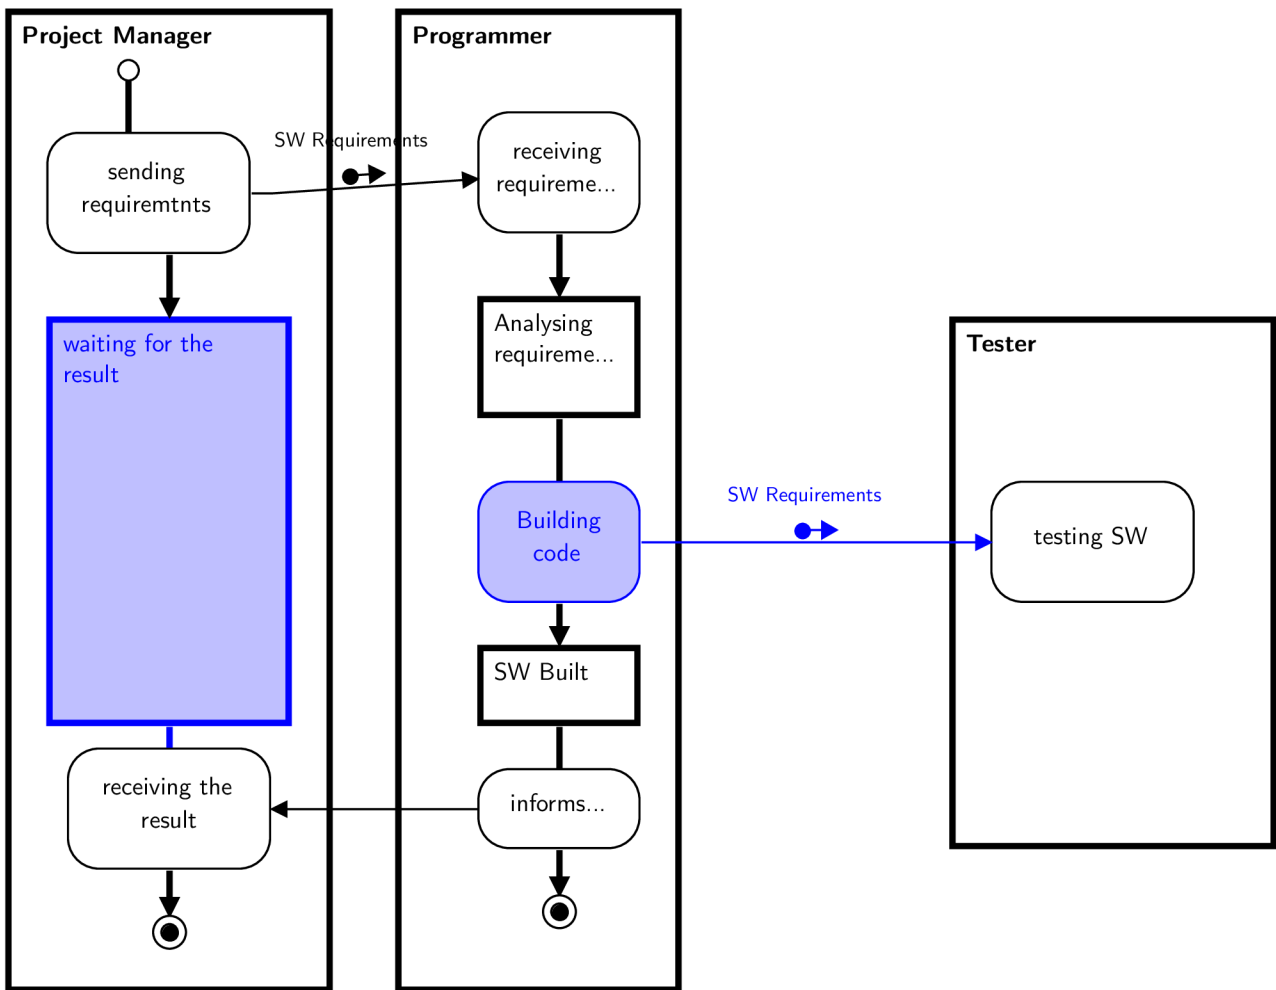 Project Manager
sending
requiremtnts
SW Requirements
waiting for the
result
receiving the
result
Programmer
receiving
requireme...
Analysing
requireme...
Building
code
SW Requirements
SW Built
informs...
Tester
testing SW